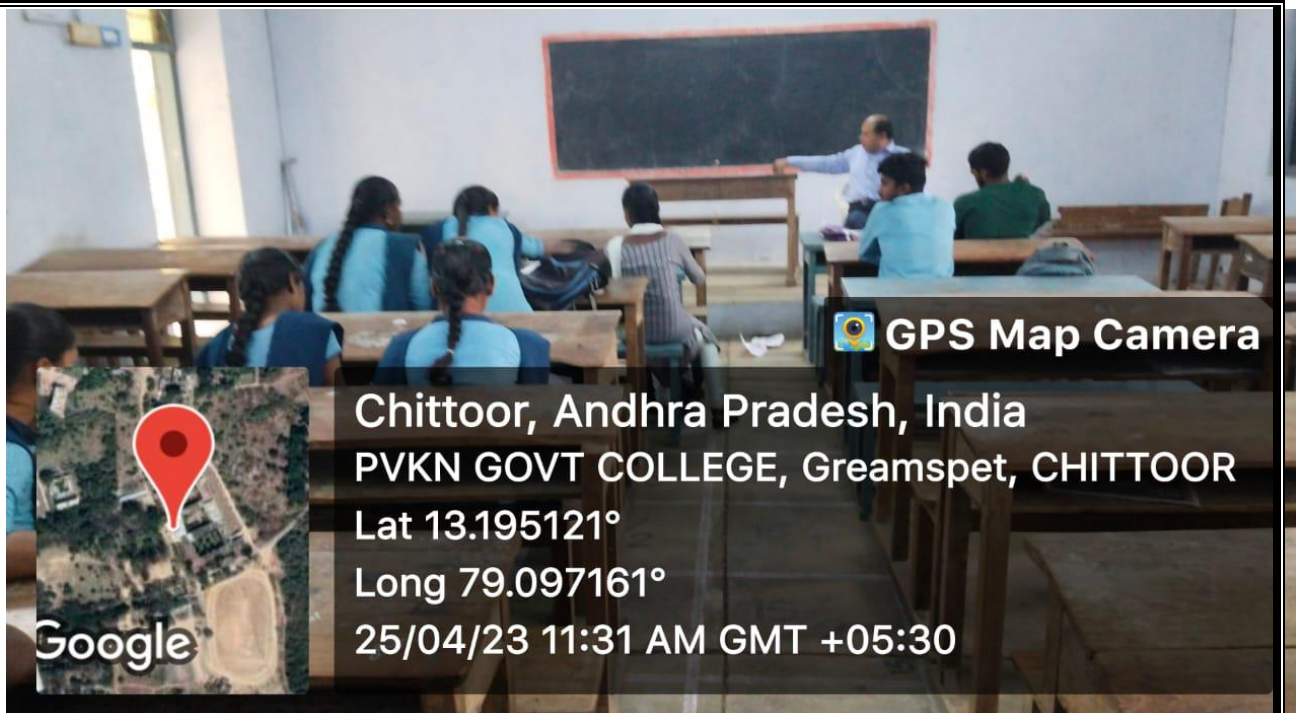 GPS Map Camera
Chittoor, Andhra Pradesh, India
PVKN GOVT COLLEGE, Greamspet, CHITTOOR
Lat 13.195121°
Long 79.097161°
25/04/23 11:31 AM GMT +05:30
Google